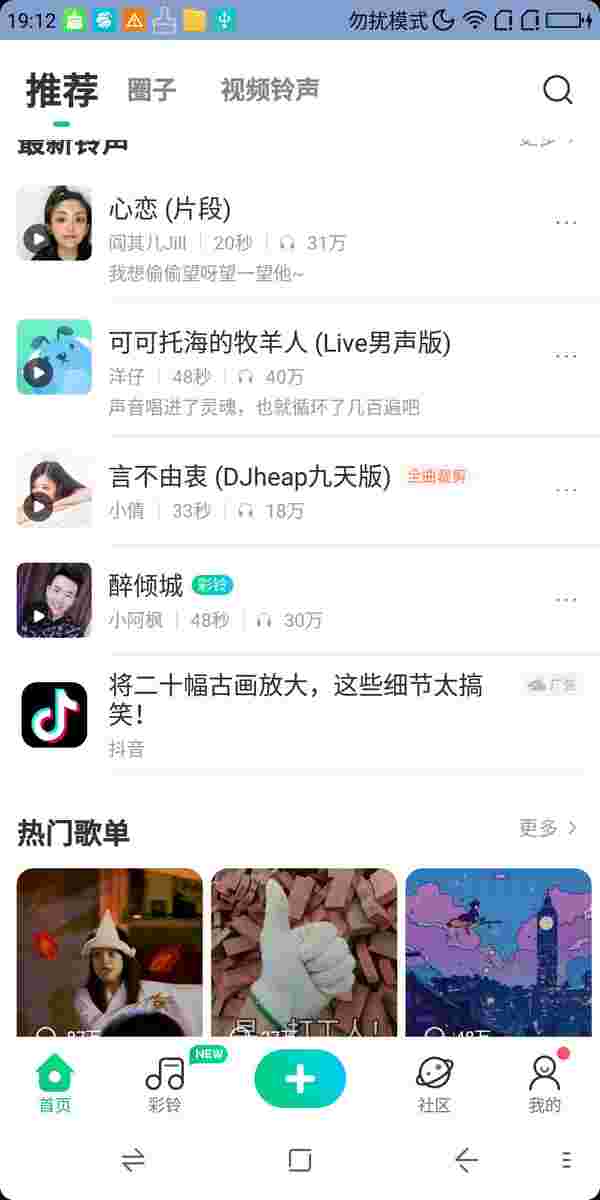 19:12
勿扰模式
推荐
圈子
视频铃声
最新铃声
更多
心恋 (片段)
阎其儿Jill
20秒
31万
我想偷偷望呀望一望他~
可可托海的牧羊人 (Live男声版)
洋仔
48秒
40万
声音唱进了灵魂，也就循环了几百遍吧
言不由衷 (DJheap九天版)
全曲裁剪
小倩
33秒
18万
醉倾城
彩铃
小阿枫
48秒
30万
将二十幅古画放大，这些细节太搞
笑！
广告
抖音
热门歌单
更多
87万
48万
NEW
首页
彩铃
社区
我的